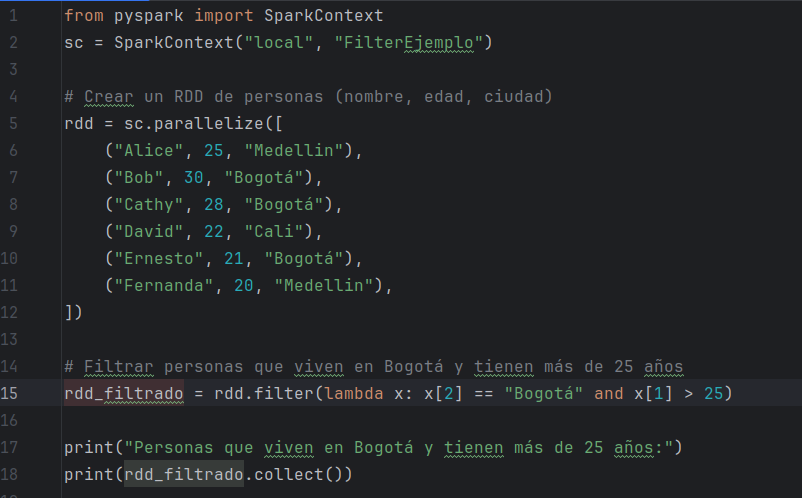 1 from pyspark import SparkContext
2 sc = SparkContext("local", "FilterEjemplo")
3
4 # Crear un RDD de personas (nombre, edad, ciudad)
5 rdd = sc.parallelize([
6     ("Alice", 25, "Medellin"),
7     ("Bob", 30, "Bogotá"),
8     ("Cathy", 28, "Bogotá"),
9     ("David", 22, "Cali"),
10     ("Ernesto", 21, "Bogotá"),
11     ("Fernanda", 20, "Medellin"),
12 ])
13
14 # Filtrar personas que viven en Bogotá y tienen más de 25 años
15 rdd_filtrado = rdd.filter(lambda x: x[2] == "Bogotá" and x[1] > 25)
16
17 print("Personas que viven en Bogotá y tienen más de 25 años:")
18 print(rdd_filtrado.collect())